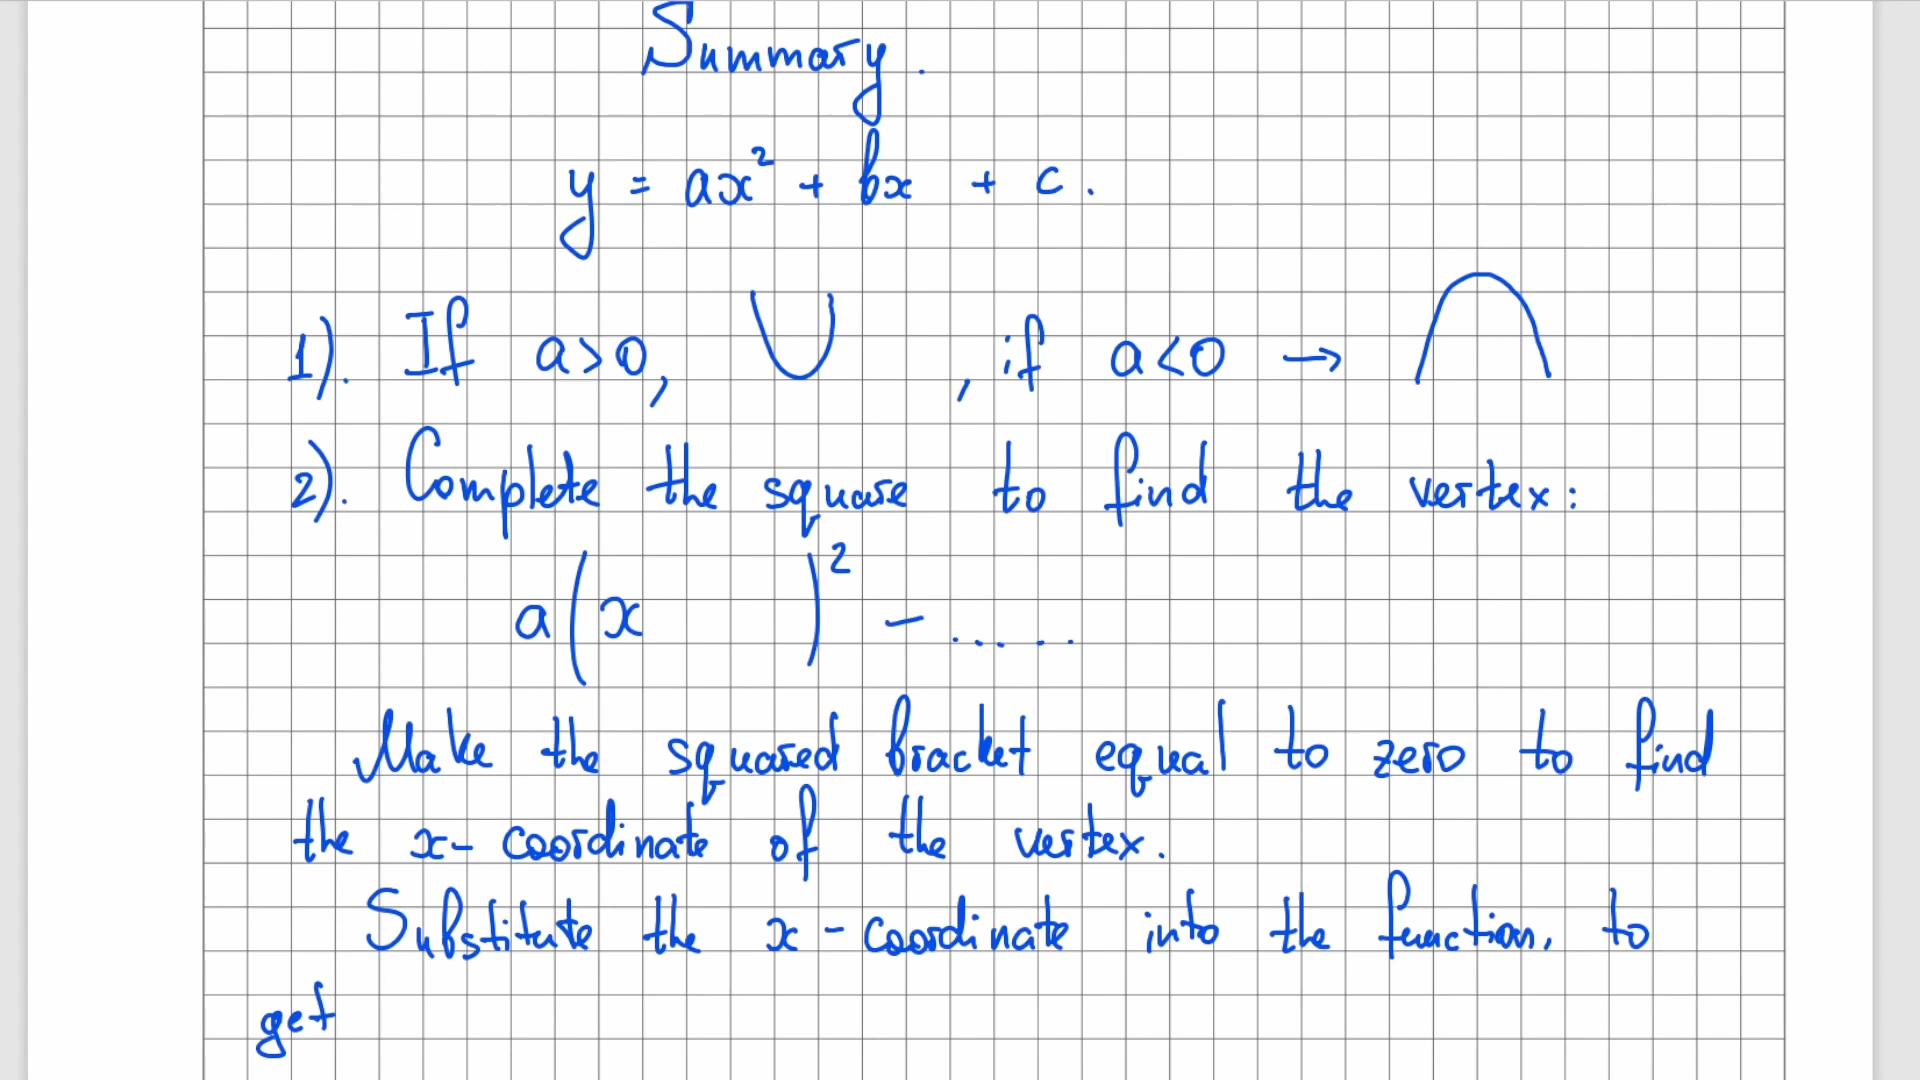 Summary.
y = ax² + bx + c.
1). If a>0, , if a<0 →
2). Complete the square to find the vertex:
a(x )² - .....
Make the squared bracket equal to zero to find
the x-coordinate of the vertex.
Substitute the x-coordinate into the function, to
get